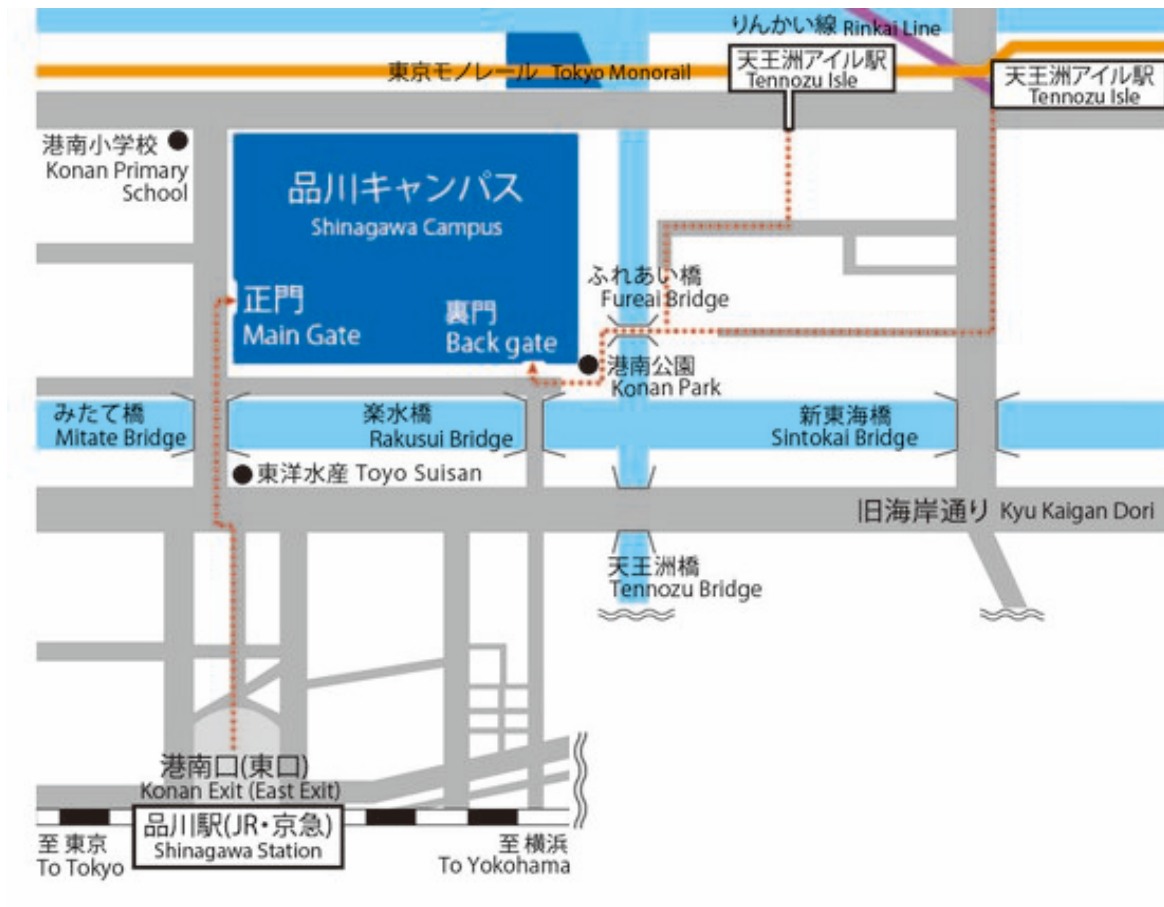 りんかい線 Rinkai Line
東京モノレール Tokyo Monorail
天王洲アイル駅
Tennozu Isle
天王洲アイル駅
Tennozu Isle
港南小学校
Konan Primary
School
品川キャンパス
Shinagawa Campus
正門
Main Gate
裏門
Back gate
ふれあい橋
Fureai Bridge
港南公園
Konan Park
みたて橋
Mitate Bridge
楽水橋
Rakusui Bridge
新東海橋
Sintokai Bridge
東洋水産 Toyo Suisan
旧海岸通り Kyu Kaigan Dori
天王洲橋
Tennozu Bridge
港南口(東口)
Konan Exit (East Exit)
品川駅(JR・京急)
Shinagawa Station
至 東京
To Tokyo
至 横浜
To Yokohama